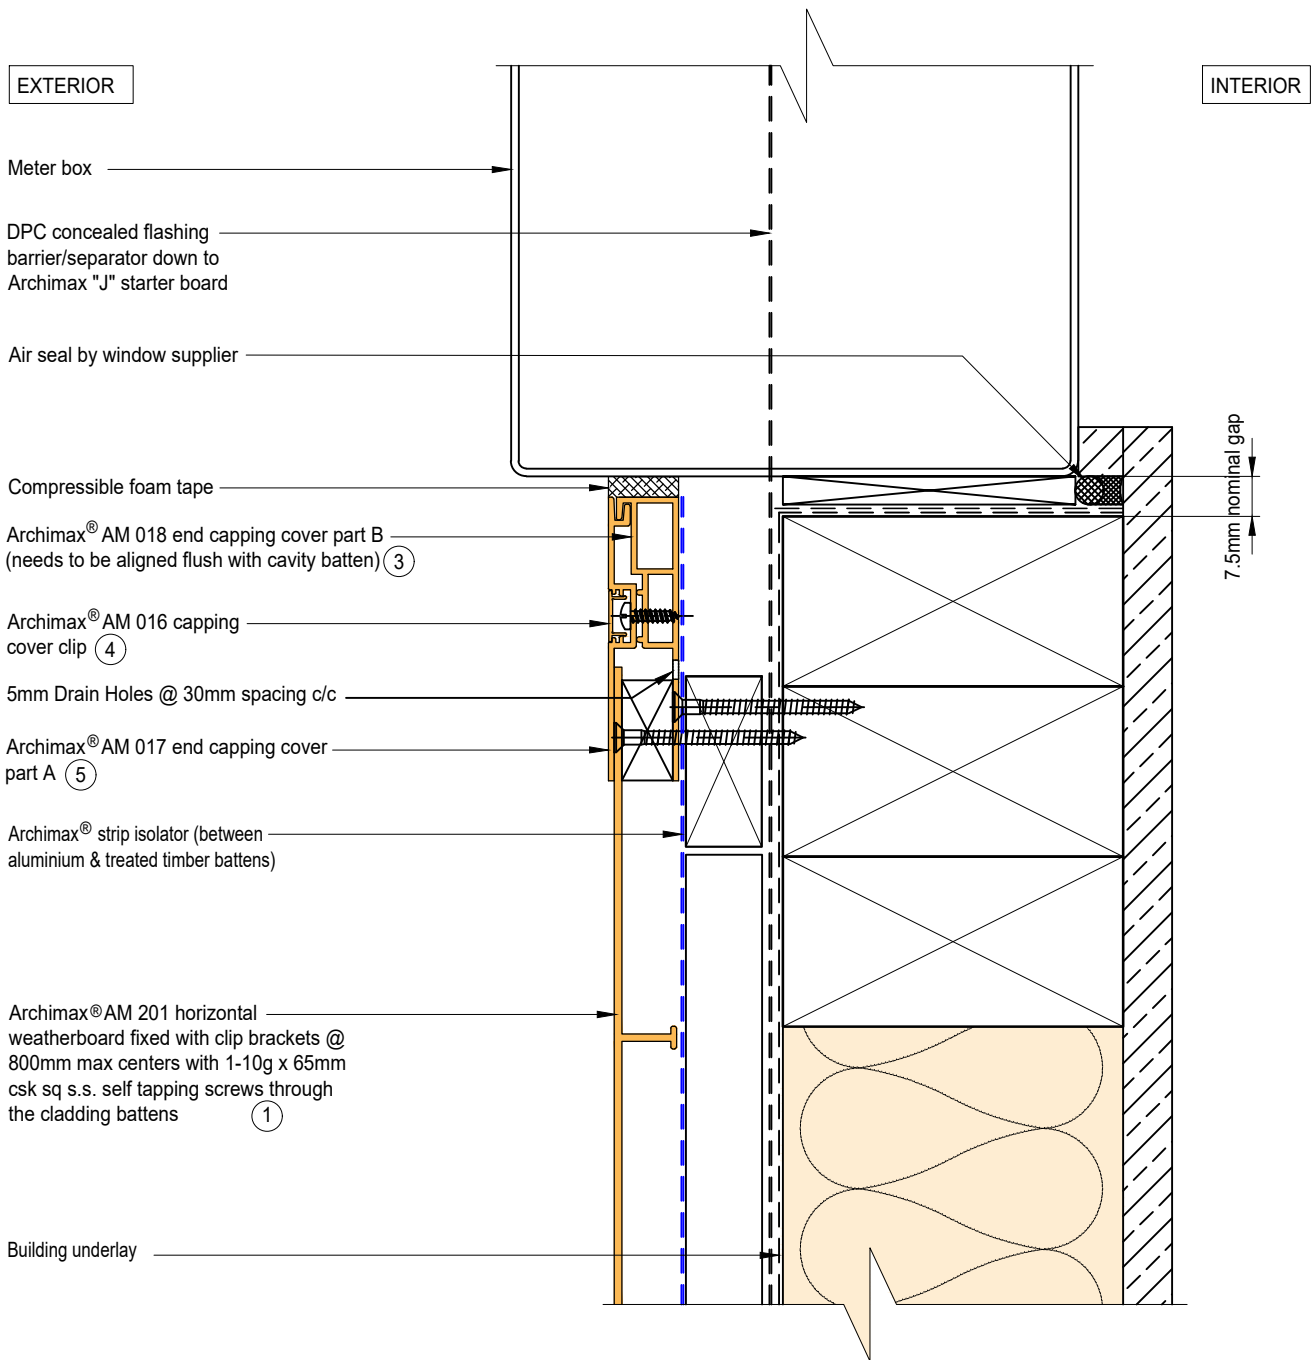 EXTERIOR
INTERIOR
Meter box
DPC concealed flashing
barrier/separator down to
Archimax "J" starter board
Air seal by window supplier
7.5mm nominal gap
Compressible foam tape
Archimax® AM 018 end capping cover part B
(needs to be aligned flush with cavity batten) 3
Archimax® AM 016 capping
cover clip 4
5mm Drain Holes @ 30mm spacing c/c
Archimax® AM 017 end capping cover
part A 5
Archimax® strip isolator (between
aluminium & treated timber battens)
Archimax® AM 201 horizontal
weatherboard fixed with clip brackets @
800mm max centers with 1-10g x 65mm
csk sq s.s. self tapping screws through
the cladding battens 1
Building underlay